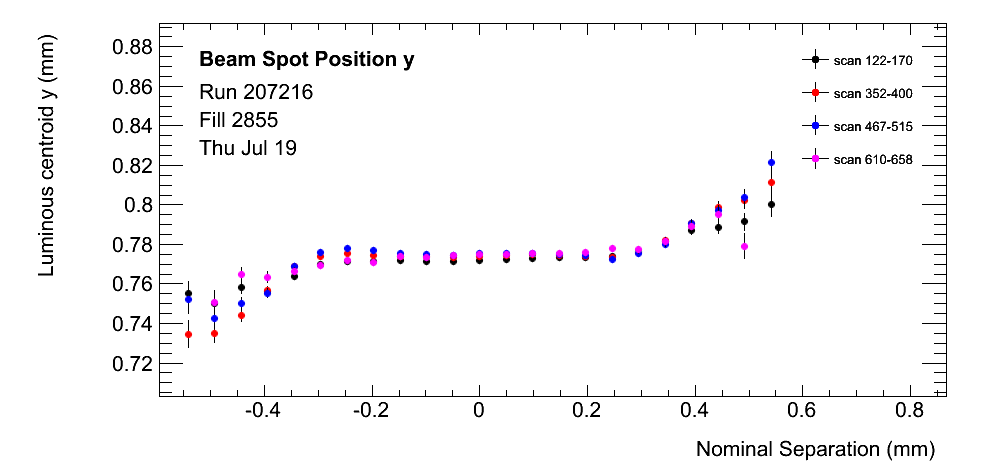 Luminous centroid y (mm)
0.88
0.86
0.84
0.82
0.8
0.78
0.76
0.74
0.72
Beam Spot Position y
Run 207216
Fill 2855
Thu Jul 19
scan 122-170
scan 352-400
scan 467-515
scan 610-658
-0.4 -0.2 0 0.2 0.4 0.6 0.8
Nominal Separation (mm)